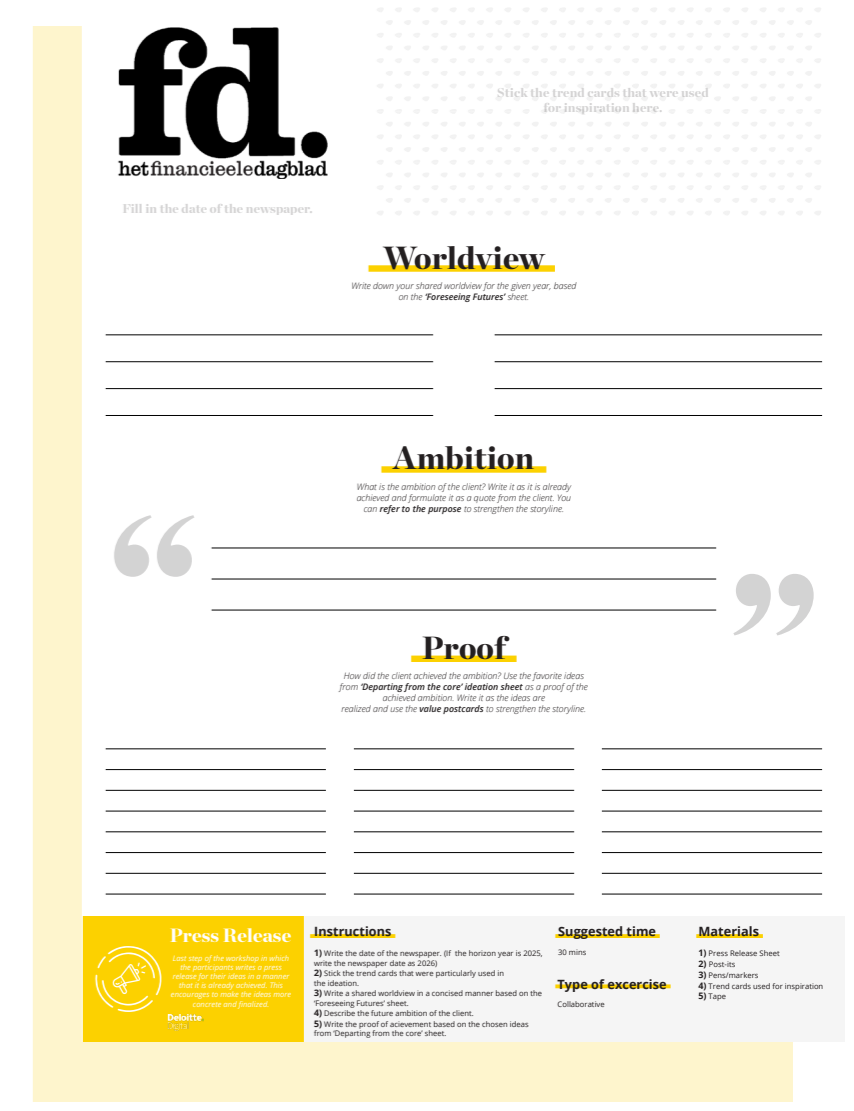 fd.
hetfinancieeledagblad
Stick the trend cards that were used
for inspiration here.
Fill in the date of the newspaper.
Worldview
Write down your shared worldview for the given year, based
on the ‘Foreseeing Futures’ sheet.
Ambition
What is the ambition of the client? Write it as it is already
achieved and formulate it as a quote from the client. You
can refer to the purpose to strengthen the storyline.
“
”
Proof
How did the client achieved the ambition? Use the favorite ideas
from ‘Departing from the core’ ideation sheet as a proof of the
achieved ambition. Write it as the ideas are
realized and use the value postcards to strengthen the storyline.
Press Release
Last step of the workshop in which
the participants writes a press
release for their ideas in a manner
that it is already achieved. This
encourages to make the ideas more
concrete and finalized.
Deloitte.
Digital
Instructions
1) Write the date of the newspaper. (If the horizon year is 2025,
write the newspaper date as 2026)
2) Stick the trend cards that were particularly used in
the ideation.
3) Write a shared worldview in a concised manner based on the
‘Foreseeing Futures’ sheet.
4) Describe the future ambition of the client.
5) Write the proof of acievement based on the chosen ideas
from ‘Departing from the core’ sheet.
Suggested time
30 mins
Type of excercise
Collaborative
Materials
1) Press Release Sheet
2) Post-its
3) Pens/markers
4) Trend cards used for inspiration
5) Tape